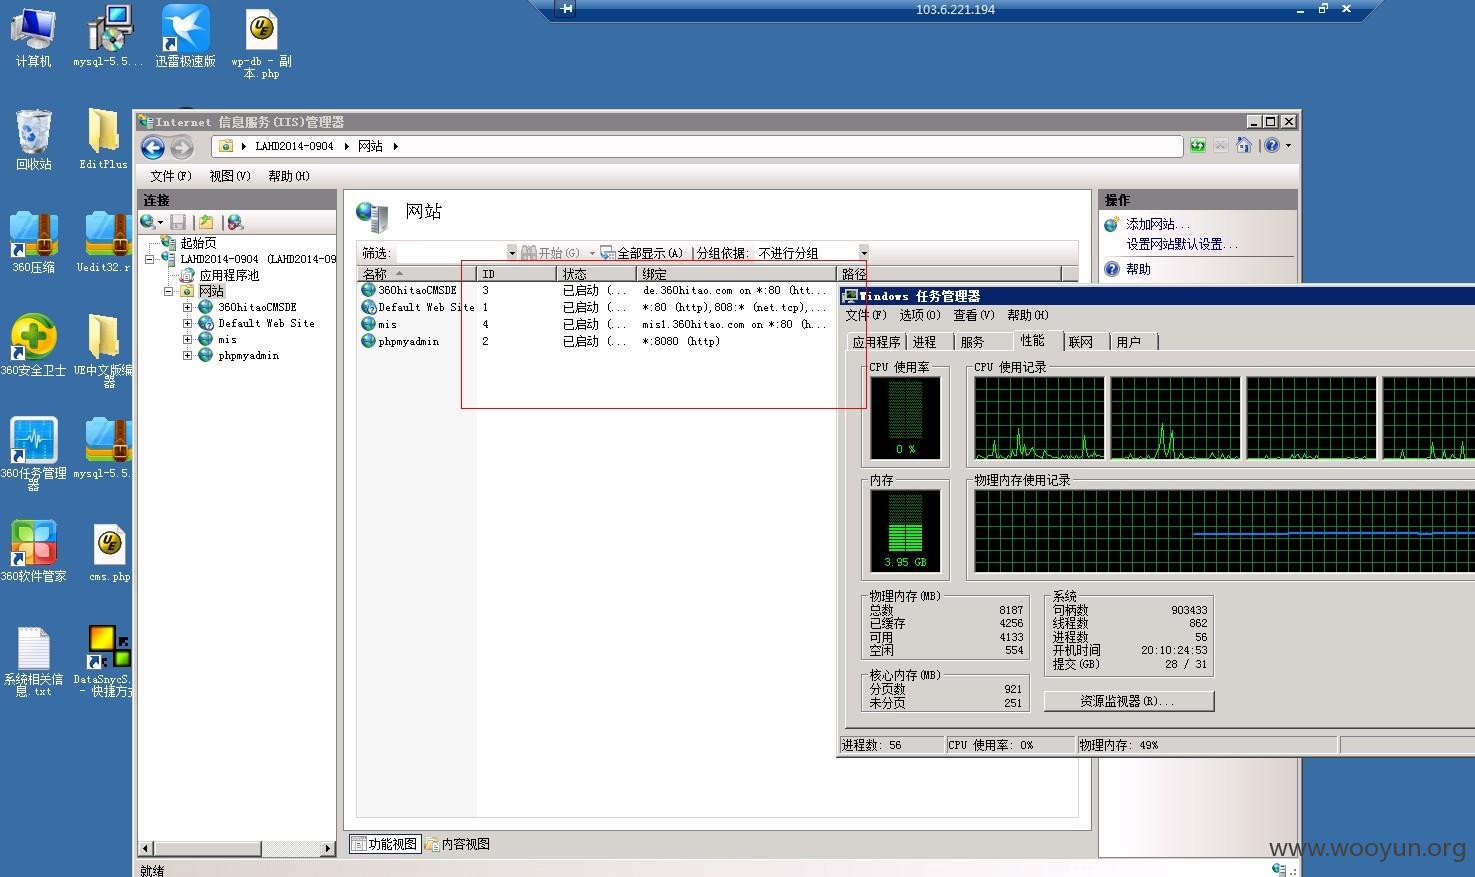 103.6.221.194
计算机
mysql-5.5...
迅雷极速版
wp-db - 副
本.php
回收站
EditPlus
360压缩
Uedit32.r
360安全卫士
UE中文版编
器
360任务管理
器
mysql-5.5.
360软件管家
cms.php
系统相关信
息.txt
DataSnycS.
- 快捷方式
Internet 信息服务(IIS)管理器
LAHD2014-0904 网站
文件(F) 视图(V) 帮助(H)
连接
起始页
LAHD2014-0904 (LAHD2014-09
应用程序池
网站
360hitaoCMSDE
Default Web Site
mis
phpmyadmin
网站
筛选: 开始(G) 全部显示(A) 分组依据: 不进行分组
名称 ID 状态 绑定 路径
360hitaoCMSDE 3 已启动 (... de.360hitao.com on *:80 (htt...
Default Web Site 1 已启动 (... *:80 (http),808:* (net.tcp),...
mis 4 已启动 (... mis1.360hitao.com on *:80 (h...
phpmyadmin 2 已启动 (... *:8080 (http)
功能视图 内容视图
就绪
操作
添加网站...
设置网站默认设置...
帮助
Windows 任务管理器
文件(F) 选项(O) 查看(V) 帮助(H)
应用程序 进程 服务 性能 联网 用户
CPU 使用率 CPU 使用记录
0 %
内存 物理内存使用记录
3.95 GB
物理内存(MB)
总数 8187
已缓存 4256
可用 4133
空闲 554
核心内存(MB)
分页数 921
未分页 251
系统
句柄数 903433
线程数 862
进程数 56
开机时间 20:10:24:53
提交(GB) 28 / 31
资源监视器(R)...
进程数: 56 CPU 使用率: 0% 物理内存: 49%
www.wooyun.org